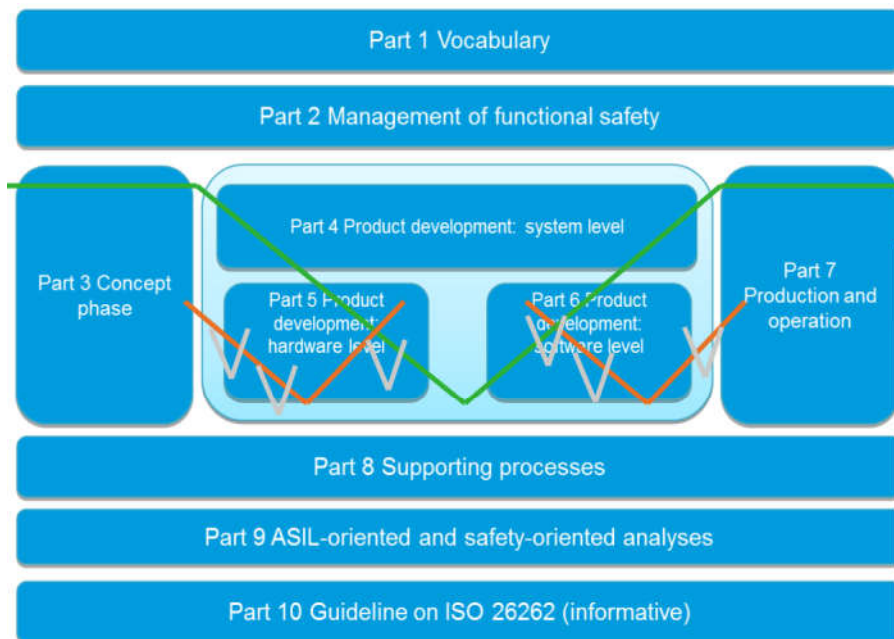 Part 1 Vocabulary
Part 2 Management of functional safety
Part 3 Concept
phase
Part 4 Product development: system level
Part 5 Product
development:
hardware level
Part 6 Product
development:
software level
Part 7
Production and
operation
Part 8 Supporting processes
Part 9 ASIL-oriented and safety-oriented analyses
Part 10 Guideline on ISO 26262 (informative)